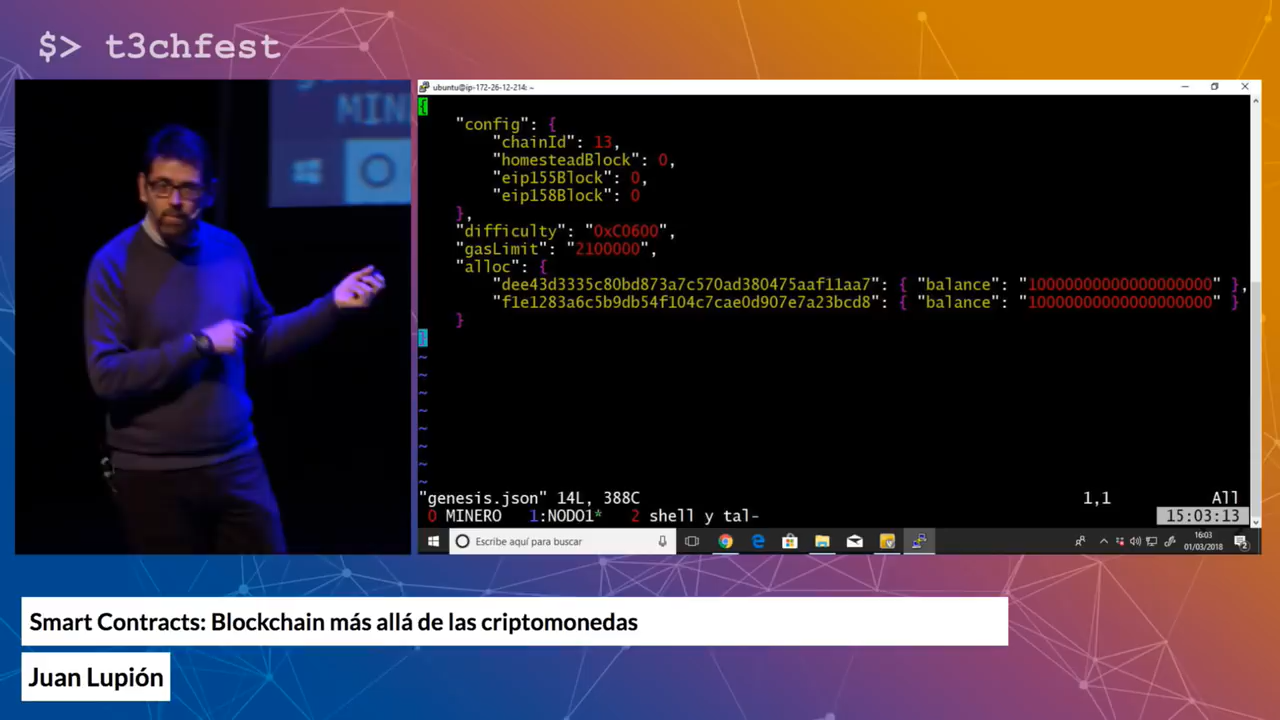 $> t3chfest
MIN
ubuntu@ip-172-26-12-214: ~
{
"config": {
"chainId": 13,
"homesteadBlock": 0,
"eip155Block": 0,
"eip158Block": 0
},
"difficulty": "0xC0600",
"gasLimit": "2100000",
"alloc": {
"dee43d3335c80bd873a7c570ad380475aaf11aa7": { "balance": "10000000000000000000" },
"f1e1283a6c5b9db54f104c7cae0d907e7a23bcd8": { "balance": "10000000000000000000" }
}
}
~
~
~
~
~
~
~
~
"genesis.json" 14L, 388C 1,1 All
0 MINERO 1:NODO1* 2 shell y tal- 15:03:13
Escribe aquí para buscar
16:03
01/03/2018
Smart Contracts: Blockchain más allá de las criptomonedas
Juan Lupión